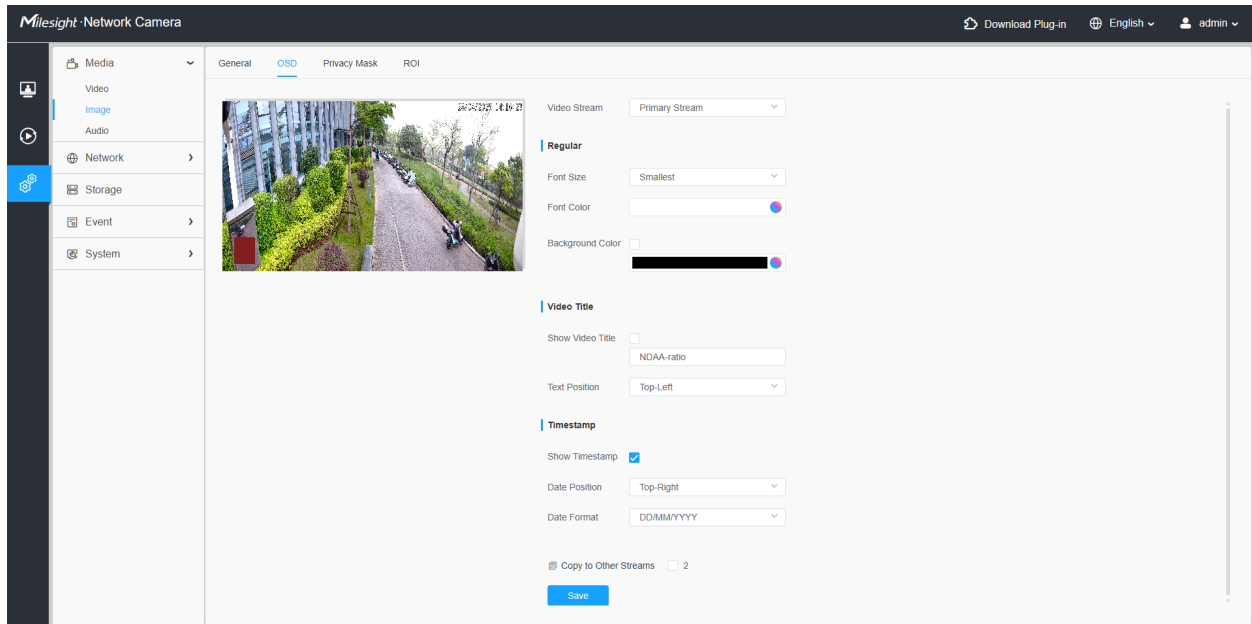 Milesight · Network Camera
Download Plug-in
English
admin
Media
Video
Image
Audio
Network
Storage
Event
System
General
OSD
Privacy Mask
ROI
Video Stream
Primary Stream
Regular
Font Size
Smallest
Font Color
Background Color
Video Title
Show Video Title
NDAA-ratio
Text Position
Top-Left
Timestamp
Show Timestamp
Date Position
Top-Right
Date Format
DD/MM/YYYY
Copy to Other Streams
2
Save